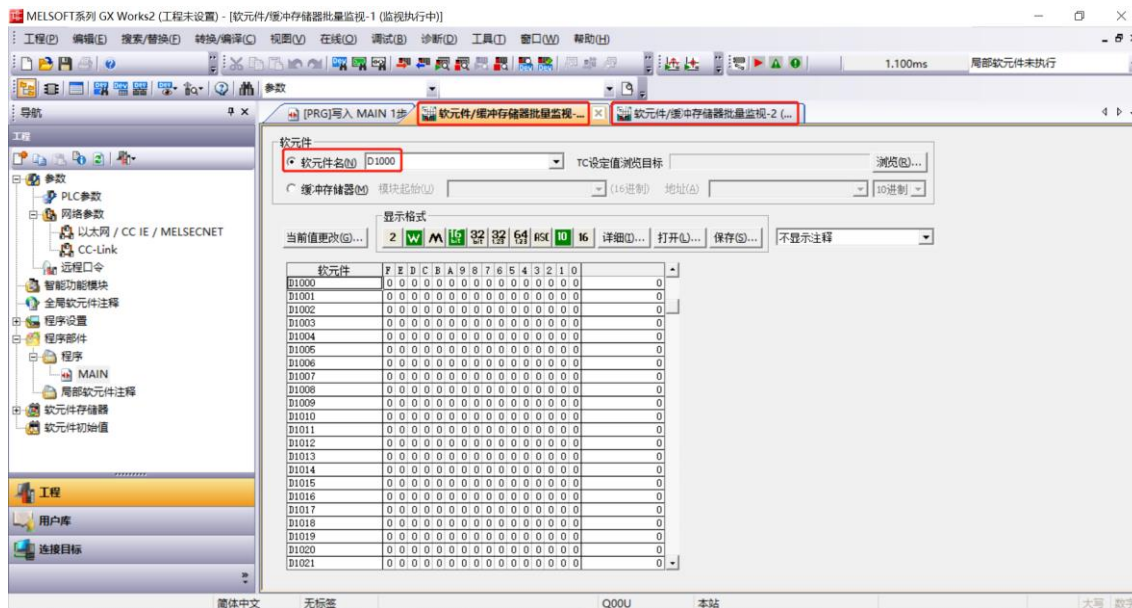 MELSOFT系列 GX Works2 (工程未设置) - [软元件/缓冲存储器批量监视-1 (监视执行中)]
工程(P) 编辑(E) 搜索/替换(F) 转换/编译(C) 视图(V) 在线(O) 调试(B) 诊断(D) 工具(T) 窗口(W) 帮助(H)
1.100ms 局部软元件未执行
参数
导航
[PRG]写入 MAIN 1步 软元件/缓冲存储器批量监视-... 软元件/缓冲存储器批量监视-2 (...
工程
参数
PLC参数
网络参数
以太网 / CC IE / MELSECNET
CC-Link
远程口令
智能功能模块
全局软元件注释
程序设置
程序部件
程序
MAIN
局部软元件注释
软元件存储器
软元件初始值
工程
用户库
连接目标
软元件
软元件名(N) D1000 TC设定值浏览目标 浏览(R)...
缓冲存储器(M) 模块起始(U) (16进制) 地址(A) 10进制
显示格式
当前值更改(G)... 2 W M 16 bit 32 bit 32 1.23 64 1.23 ASC 10 16 详细(I)... 打开(L)... 保存(S)... 不显示注释
软元件 F E D C B A 9 8 7 6 5 4 3 2 1 0
D1000 0 0 0 0 0 0 0 0 0 0 0 0 0 0 0 0 0
D1001 0 0 0 0 0 0 0 0 0 0 0 0 0 0 0 0 0
D1002 0 0 0 0 0 0 0 0 0 0 0 0 0 0 0 0 0
D1003 0 0 0 0 0 0 0 0 0 0 0 0 0 0 0 0 0
D1004 0 0 0 0 0 0 0 0 0 0 0 0 0 0 0 0 0
D1005 0 0 0 0 0 0 0 0 0 0 0 0 0 0 0 0 0
D1006 0 0 0 0 0 0 0 0 0 0 0 0 0 0 0 0 0
D1007 0 0 0 0 0 0 0 0 0 0 0 0 0 0 0 0 0
D1008 0 0 0 0 0 0 0 0 0 0 0 0 0 0 0 0 0
D1009 0 0 0 0 0 0 0 0 0 0 0 0 0 0 0 0 0
D1010 0 0 0 0 0 0 0 0 0 0 0 0 0 0 0 0 0
D1011 0 0 0 0 0 0 0 0 0 0 0 0 0 0 0 0 0
D1012 0 0 0 0 0 0 0 0 0 0 0 0 0 0 0 0 0
D1013 0 0 0 0 0 0 0 0 0 0 0 0 0 0 0 0 0
D1014 0 0 0 0 0 0 0 0 0 0 0 0 0 0 0 0 0
D1015 0 0 0 0 0 0 0 0 0 0 0 0 0 0 0 0 0
D1016 0 0 0 0 0 0 0 0 0 0 0 0 0 0 0 0 0
D1017 0 0 0 0 0 0 0 0 0 0 0 0 0 0 0 0 0
D1018 0 0 0 0 0 0 0 0 0 0 0 0 0 0 0 0 0
D1019 0 0 0 0 0 0 0 0 0 0 0 0 0 0 0 0 0
D1020 0 0 0 0 0 0 0 0 0 0 0 0 0 0 0 0 0
D1021 0 0 0 0 0 0 0 0 0 0 0 0 0 0 0 0 0
简体中文 无标签 Q00U 本站 大写 数字